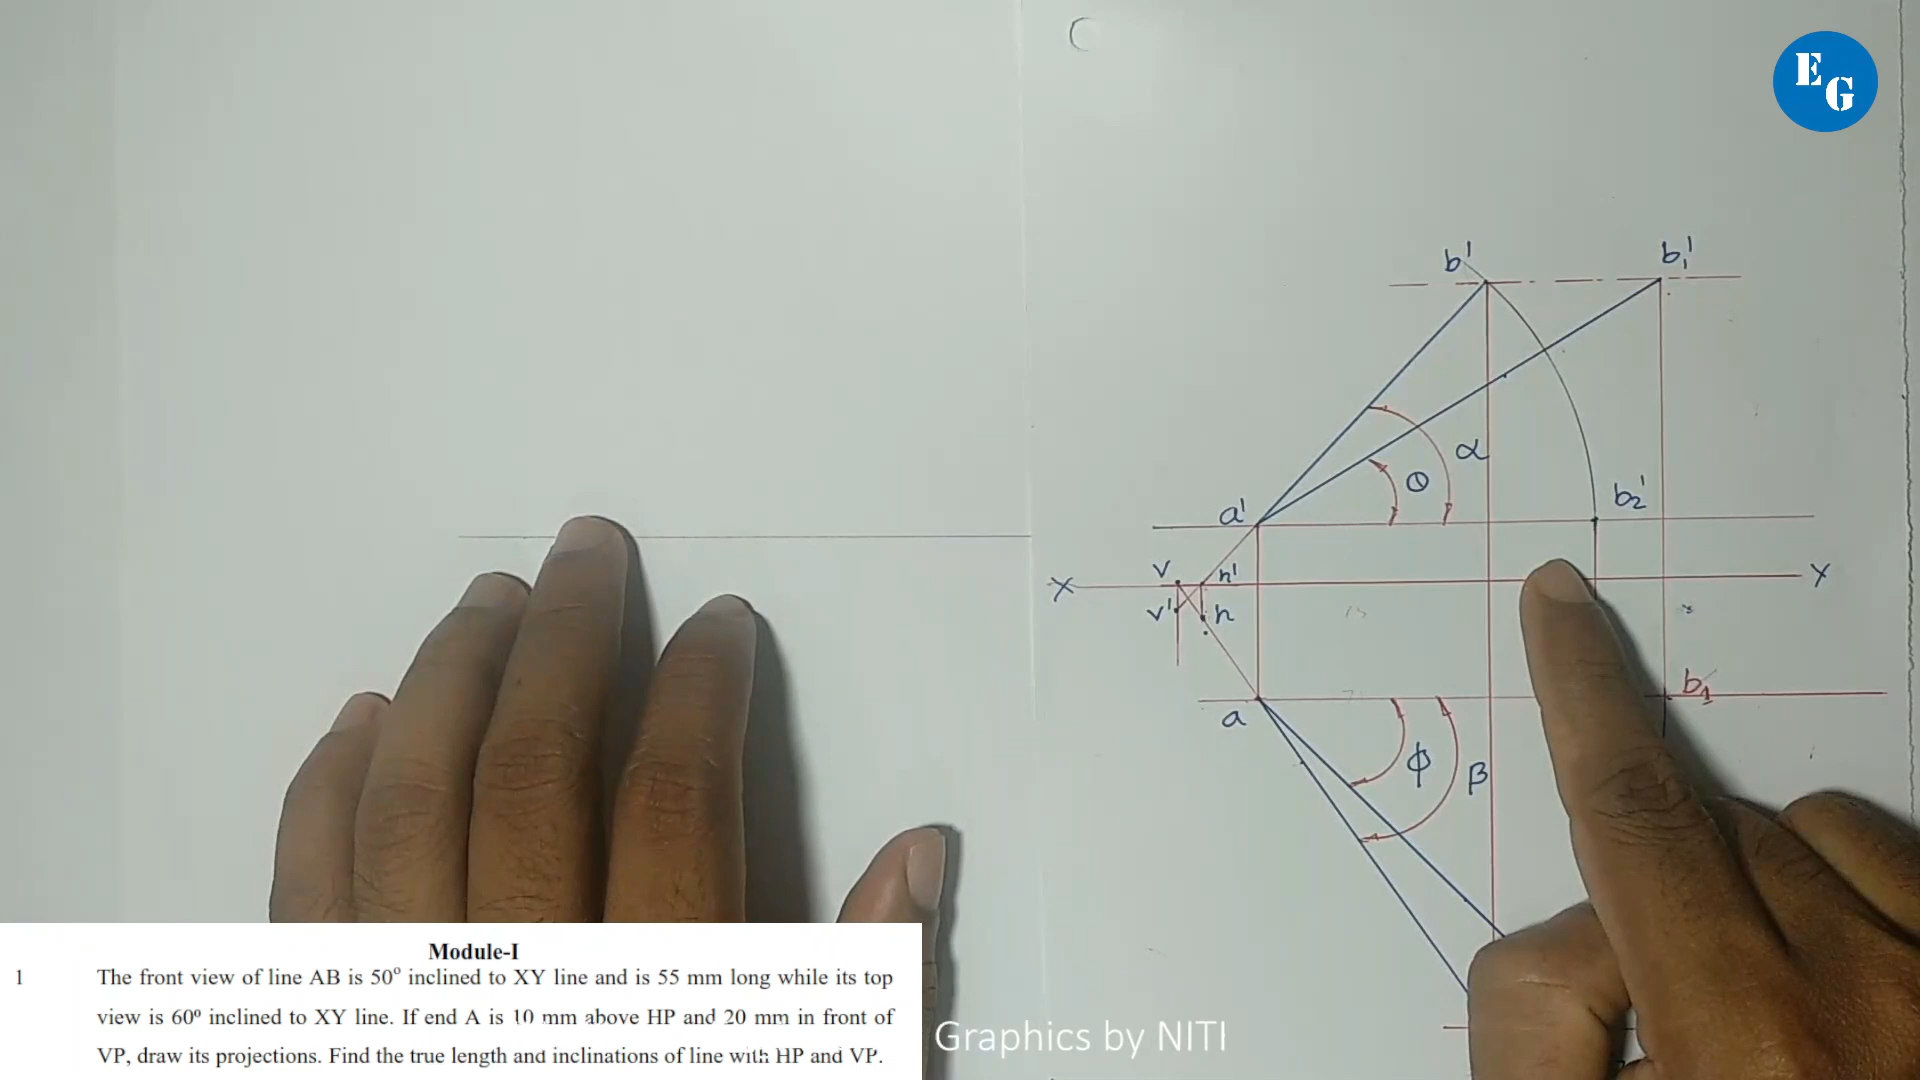 E
G
b' b₁'
α
θ
a' b₂'
X v h' Y
v' h
a b₁
ϕ β
Module-I
1 The front view of line AB is 50º inclined to XY line and is 55 mm long while its top
view is 60º inclined to XY line. If end A is 10 mm above HP and 20 mm in front of
VP, draw its projections. Find the true length and inclinations of line with HP and VP.
Graphics by NITI